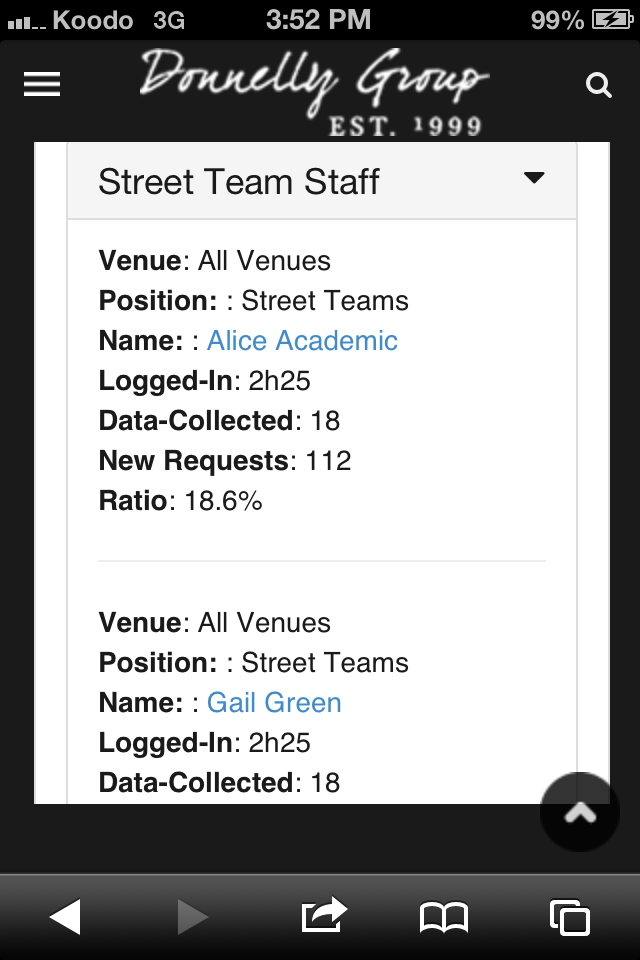 Koodo 3G 3:52 PM 99%
Donnelly Group
EST. 1999
Street Team Staff
Venue: All Venues
Position: : Street Teams
Name: : Alice Academic
Logged-In: 2h25
Data-Collected: 18
New Requests: 112
Ratio: 18.6%
Venue: All Venues
Position: : Street Teams
Name: : Gail Green
Logged-In: 2h25
Data-Collected: 18